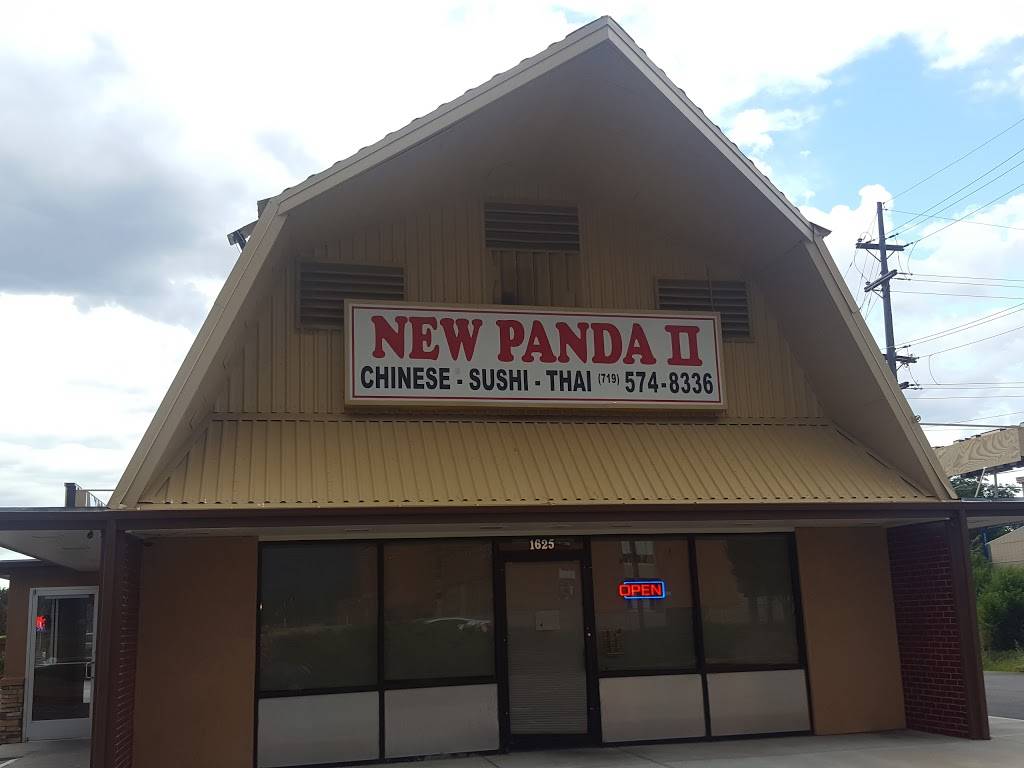 NEW PANDA II
CHINESE - SUSHI - THAI (719) 574-8336
1625
OPEN